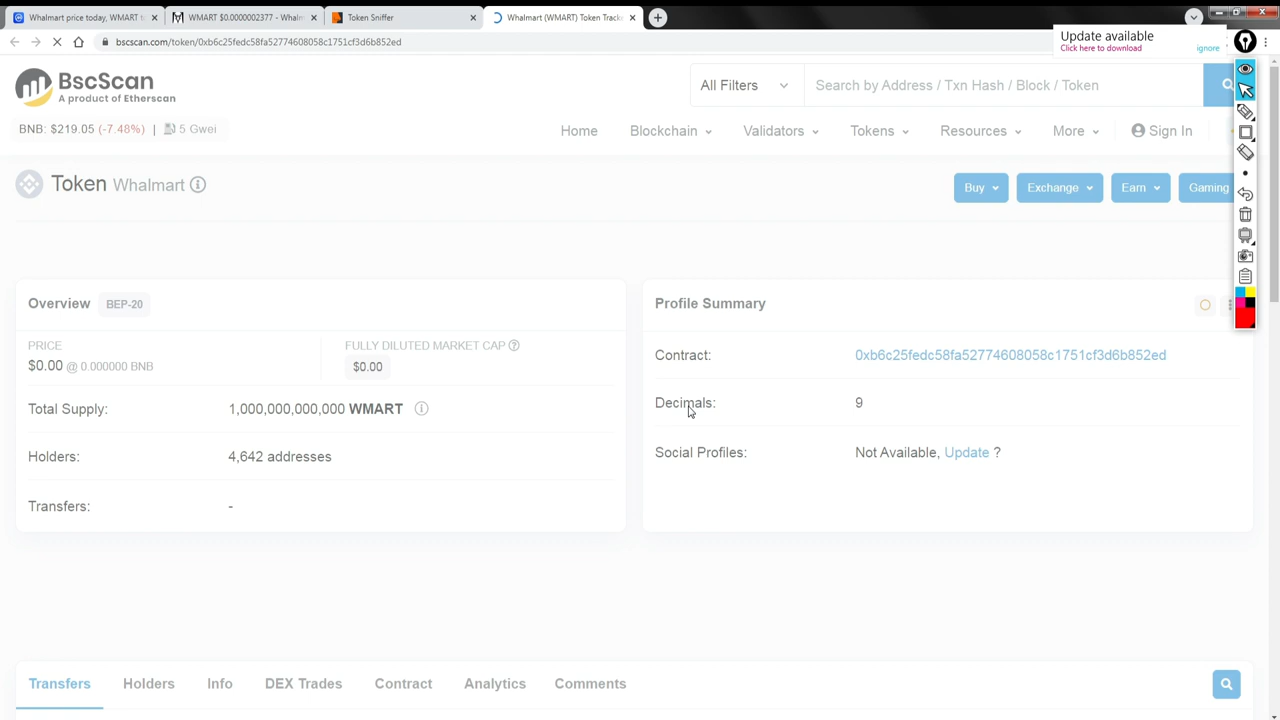 Whalmart price today, WMART to
WMART $0.0000002377 - Whalm
Token Sniffer
Whalmart (WMART) Token Track
bscscan.com/token/0xb6c25fedc58fa52774608058c1751cf3d6b852ed
Update available
Click here to download
ignore
BscScan
A product of Etherscan
All Filters
Search by Address / Txn Hash / Block / Token
BNB: $219.05 (-7.48%) | 5 Gwei
Home
Blockchain
Validators
Tokens
Resources
More
Sign In
Token Whalmart
Buy
Exchange
Earn
Gaming
Overview BEP-20
Profile Summary
PRICE
$0.00 @ 0.000000 BNB
FULLY DILUTED MARKET CAP
$0.00
Contract: 0xb6c25fedc58fa52774608058c1751cf3d6b852ed
Total Supply: 1,000,000,000,000 WMART
Decimals: 9
Holders: 4,642 addresses
Social Profiles: Not Available, Update ?
Transfers: -
Transfers
Holders
Info
DEX Trades
Contract
Analytics
Comments